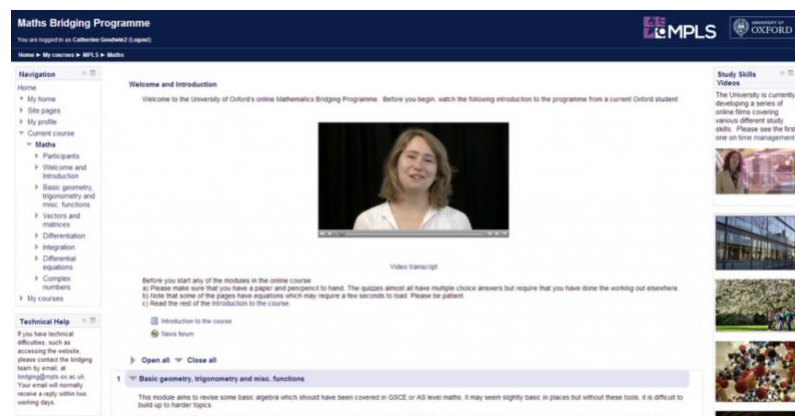 Maths Bridging Programme
You are logged in as Catherine Goodwin2 (Logout)
MPLS
UNIVERSITY OF
OXFORD
Home ► My courses ► MPLS ► Maths
Navigation
Home
My home
Site pages
My profile
Current course
Maths
Participants
Welcome and
Introduction
Basic geometry,
trigonometry and
misc. functions
Vectors and
matrices
Differentiation
Integration
Differential
equations
Complex
numbers
My courses
Technical Help
If you have technical
difficulties, such as
accessing the website,
please contact the bridging
team by email, at
bridging@mpls.ox.ac.uk.
Your email will normally
receive a reply within two
working days.
Welcome and Introduction
Welcome to the University of Oxford's online Mathematics Bridging Programme. Before you begin, watch the following introduction to the programme from a current Oxford student
Video transcript
Before you start any of the modules in the online course:
a) Please make sure that you have a paper and pen/pencil to hand. The quizzes almost all have multiple choice answers but require that you have done the working out elsewhere.
b) Note that some of the pages have equations which may require a few seconds to load. Please be patient.
c) Read the rest of the introduction to the course.
Introduction to the course
News forum
Open all Close all
1 Basic geometry, trigonometry and misc. functions
This module aims to revise some basic algebra which should have been covered in GSCE or AS level maths. It may seem slightly basic in places but without these tools, it is difficult to
build up to harder topics.
Study Skills
Videos
The University is currently
developing a series of
online films covering
various different study
skills. Please see the first
one on time management